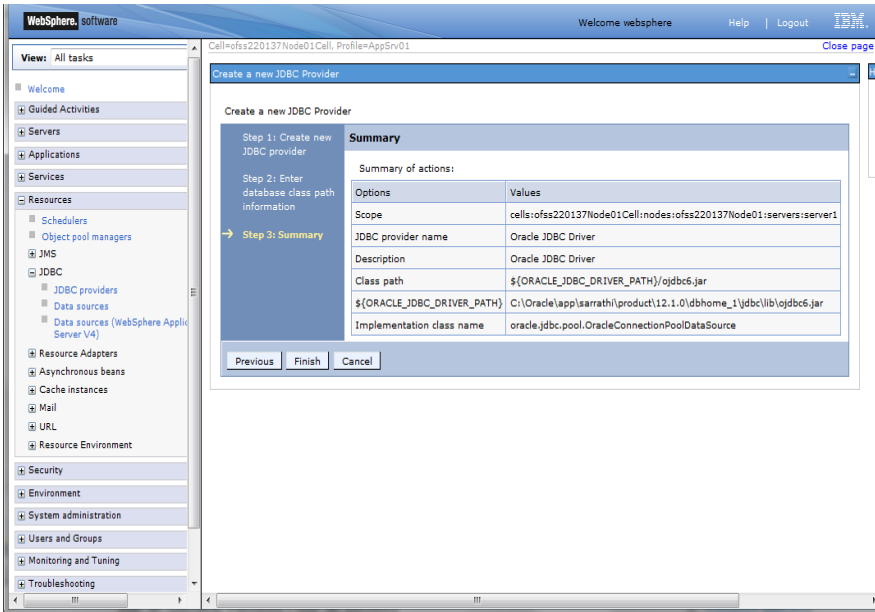 WebSphere. software
Welcome websphere
Help | Logout
IBM.
View: All tasks
Welcome
Guided Activities
Servers
Applications
Services
Resources
Schedulers
Object pool managers
JMS
JDBC
JDBC providers
Data sources
Data sources (WebSphere Applic
Server V4)
Resource Adapters
Asynchronous beans
Cache instances
Mail
URL
Resource Environment
Security
Environment
System administration
Users and Groups
Monitoring and Tuning
Troubleshooting
Cell=ofss220137Node01Cell, Profile=AppSrv01
Close page
Create a new JDBC Provider
Create a new JDBC Provider
Step 1: Create new
JDBC provider
Step 2: Enter
database class path
information
Step 3: Summary
Summary
Summary of actions:
Options Values
Scope cells:ofss220137Node01Cell:nodes:ofss220137Node01:servers:server1
JDBC provider name Oracle JDBC Driver
Description Oracle JDBC Driver
Class path ${ORACLE_JDBC_DRIVER_PATH}/ojdbc6.jar
${ORACLE_JDBC_DRIVER_PATH} C:\Oracle\app\sarrathi\product\12.1.0\dbhome_1\jdbc\lib\ojdbc6.jar
Implementation class name oracle.jdbc.pool.OracleConnectionPoolDataSource
Previous Finish Cancel